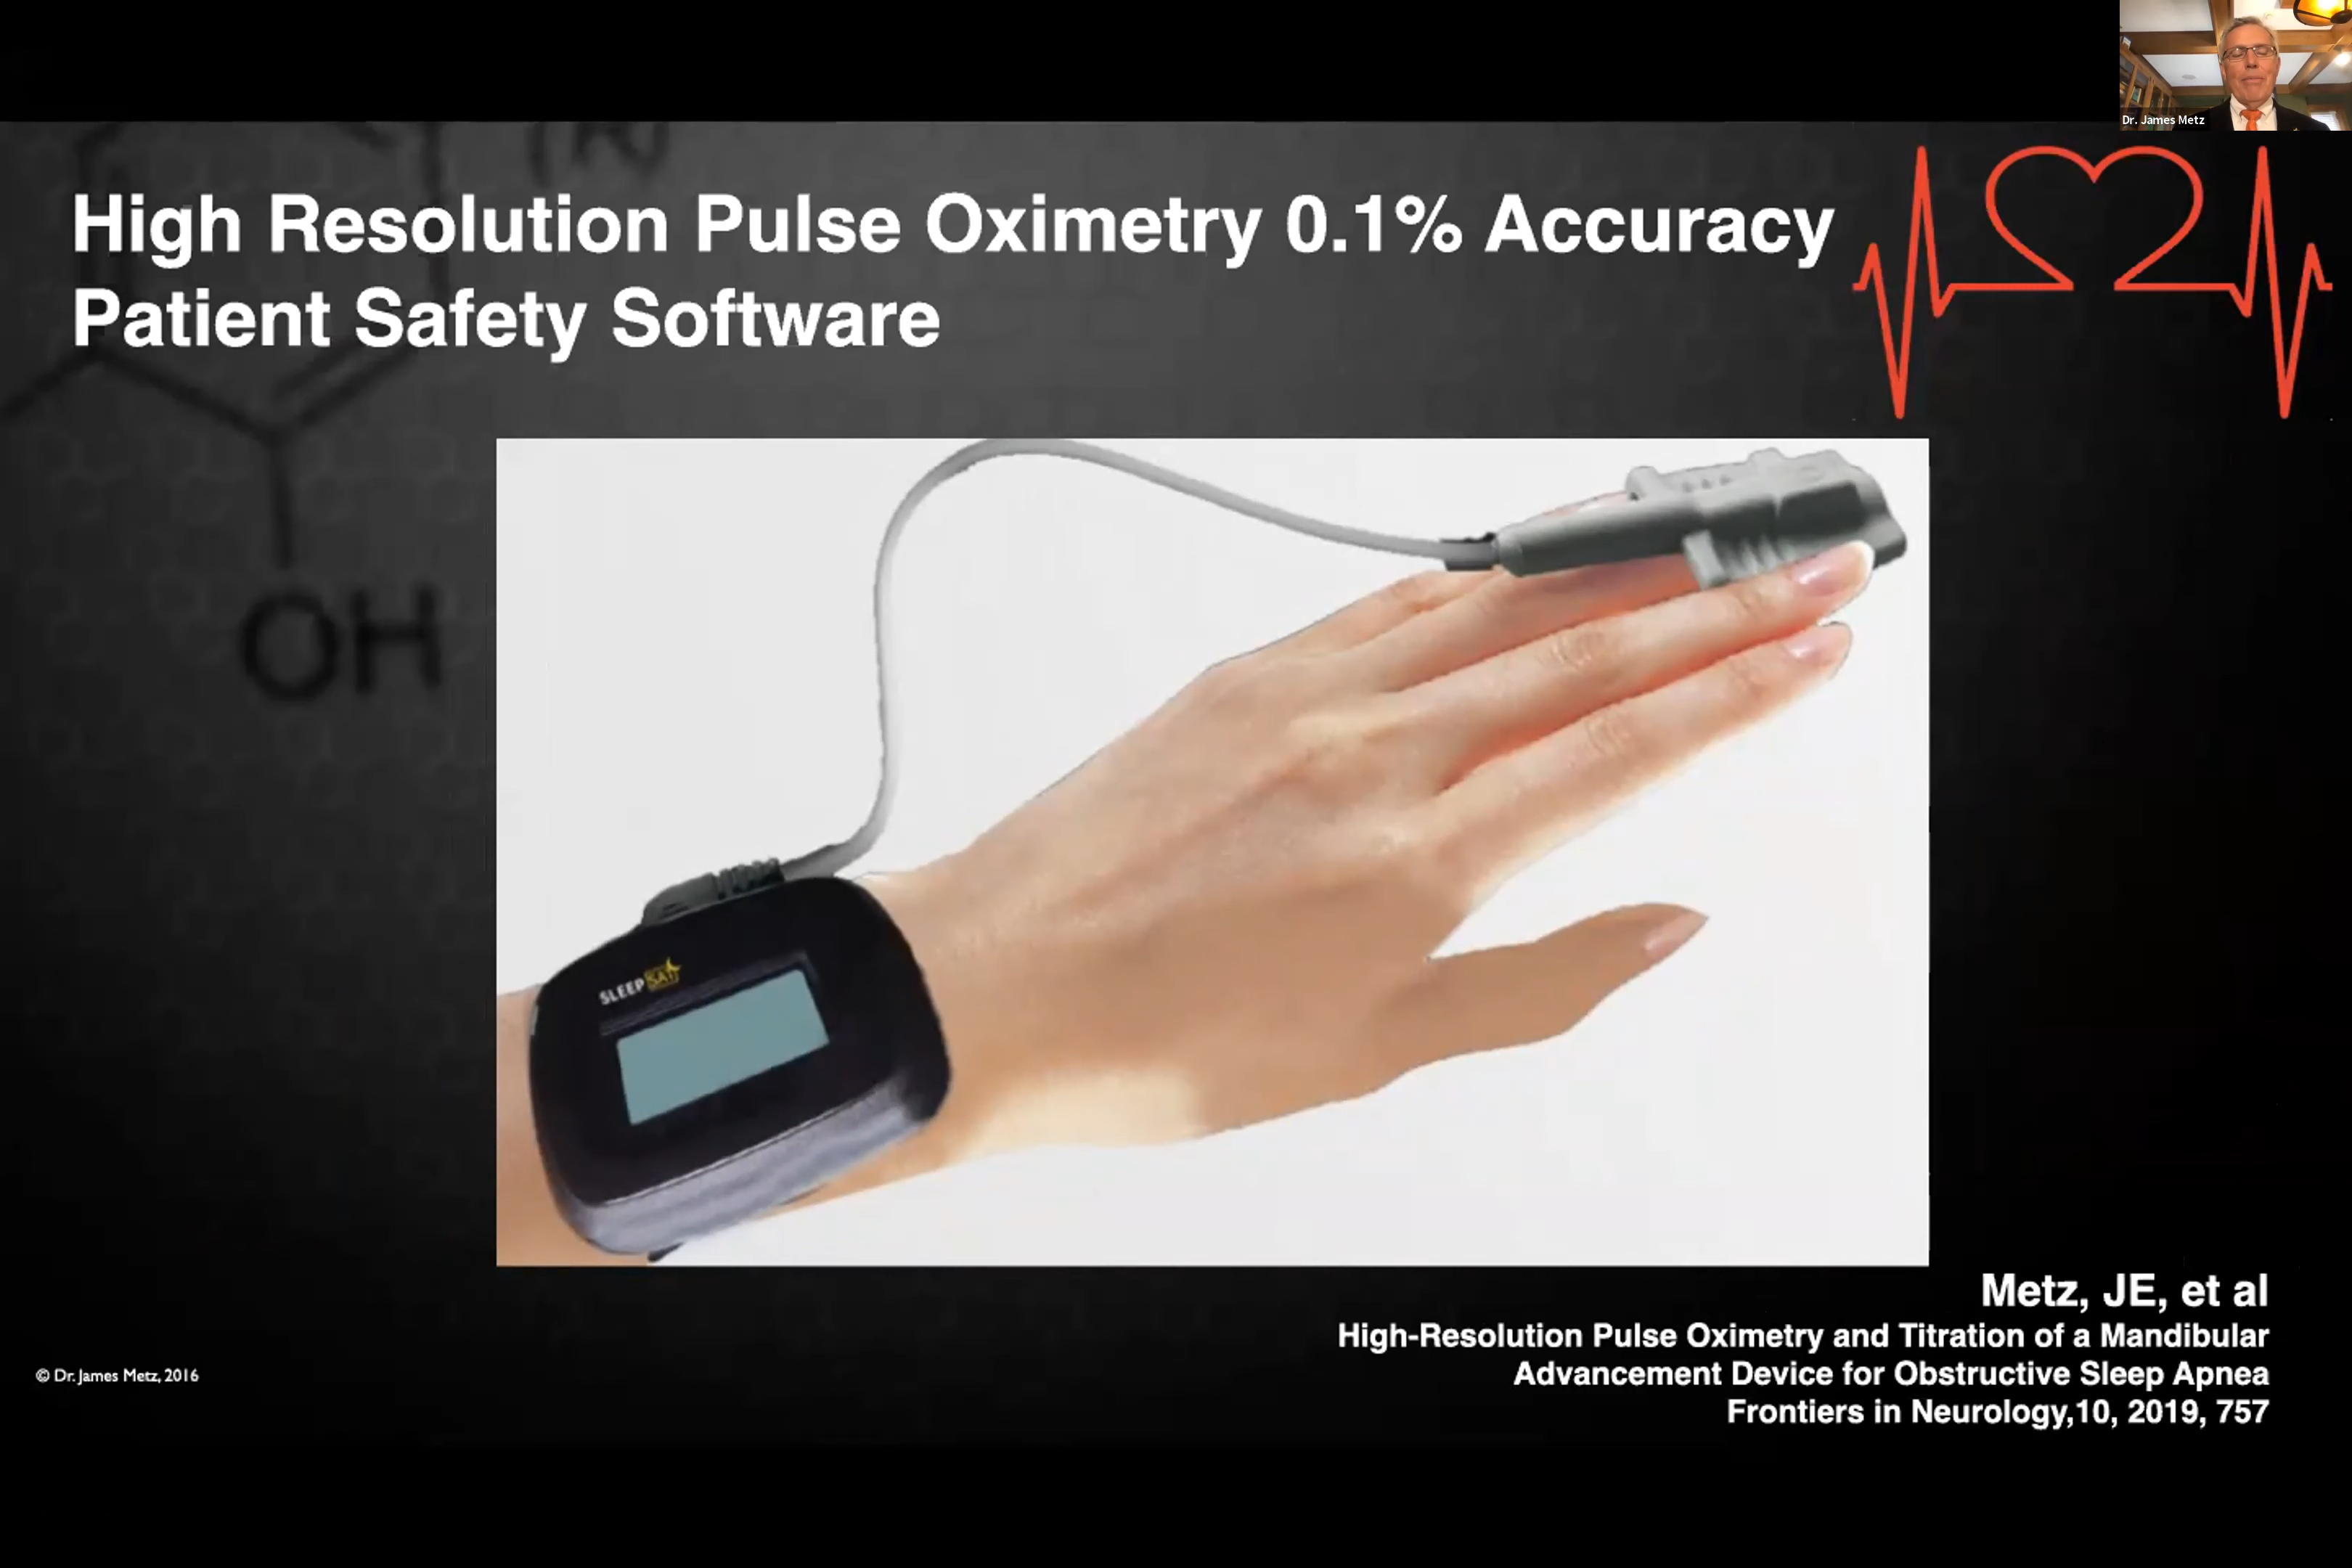 Dr. James Metz
High Resolution Pulse Oximetry 0.1% Accuracy
Patient Safety Software
OH
SLEEP SAT
Metz, JE, et al
High-Resolution Pulse Oximetry and Titration of a Mandibular
Advancement Device for Obstructive Sleep Apnea
Frontiers in Neurology,10, 2019, 757
© Dr. James Metz, 2016